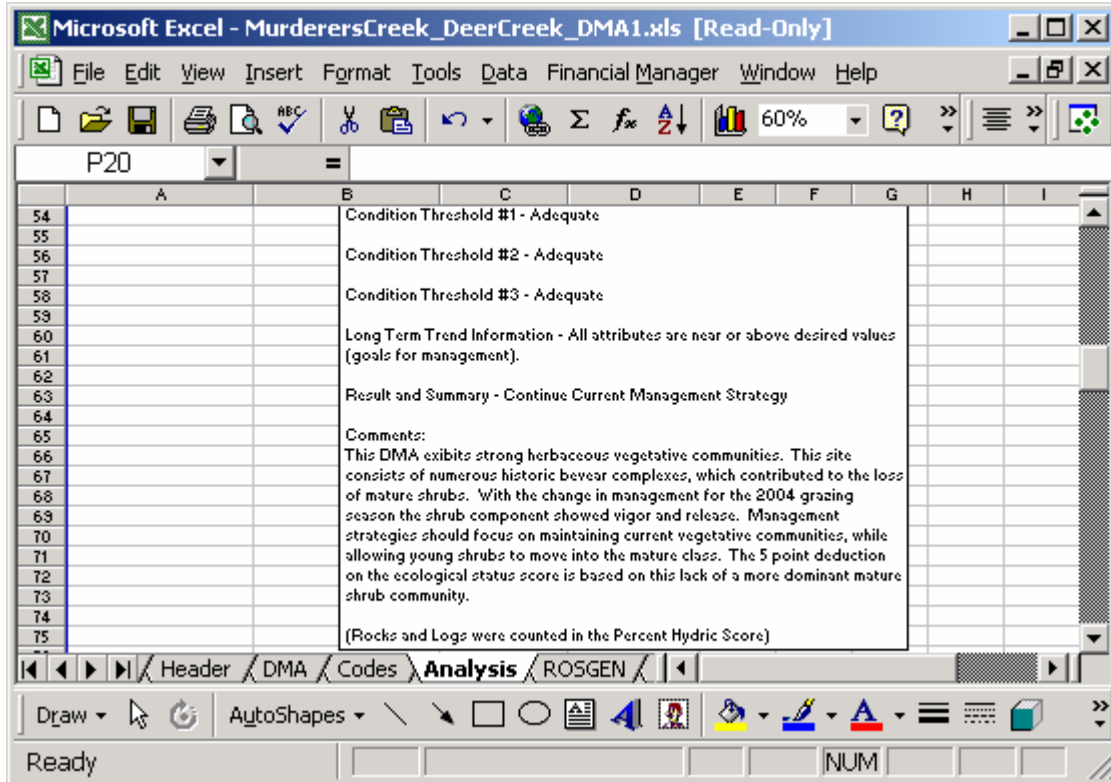 Microsoft Excel - MurderersCreek_DeerCreek_DMA1.xls [Read-Only]
File Edit View Insert Format Tools Data Financial Manager Window Help
ABC Σ fx A Z 60% ? » »
P20 =
A B C D E F G H I
54 Condition Threshold #1 - Adequate
55
56 Condition Threshold #2 - Adequate
57
58 Condition Threshold #3 - Adequate
59
60 Long Term Trend Information - All attributes are near or above desired values
61 (goals for management).
62
63 Result and Summary - Continue Current Management Strategy
64
65 Comments:
66 This DMA exibits strong herbaceous vegetative communities. This site
67 consists of numerous historic bevear complexes, which contributed to the loss
68 of mature shrubs. With the change in management for the 2004 grazing
69 season the shrub component showed vigor and release. Management
70 strategies should focus on maintaining current vegetative communities, while
71 allowing young shrubs to move into the mature class. The 5 point deduction
72 on the ecological status score is based on this lack of a more dominant mature
73 shrub community.
74
75 (Rocks and Logs were counted in the Percent Hydric Score)
Header DMA Codes Analysis ROSGEN
Draw AutoShapes A A »
Ready NUM